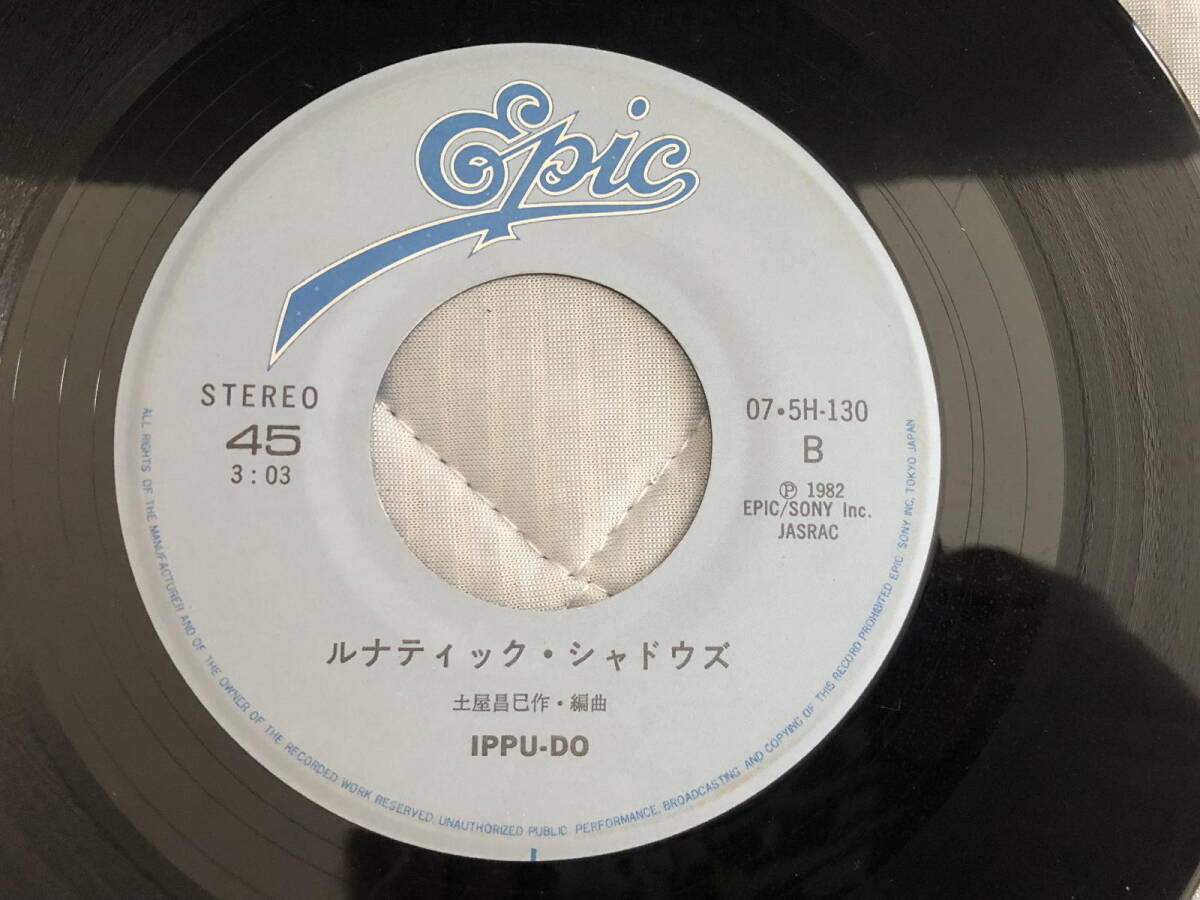 Epic
STEREO
45
3:03
07・5H-130
B
Ⓟ 1982
EPIC/SONY Inc.
JASRAC
ルナティック・シャドウズ
土屋昌巳作・編曲
IPPU-DO
ALL RIGHTS OF THE MANUFACTURER AND OF THE OWNER OF THE RECORDED WORK RESERVED. UNAUTHORIZED PUBLIC PERFORMANCE, BROADCASTING AND COPYING OF THIS RECORD PROHIBITED EPIC/SONY INC. TOKYO JAPAN